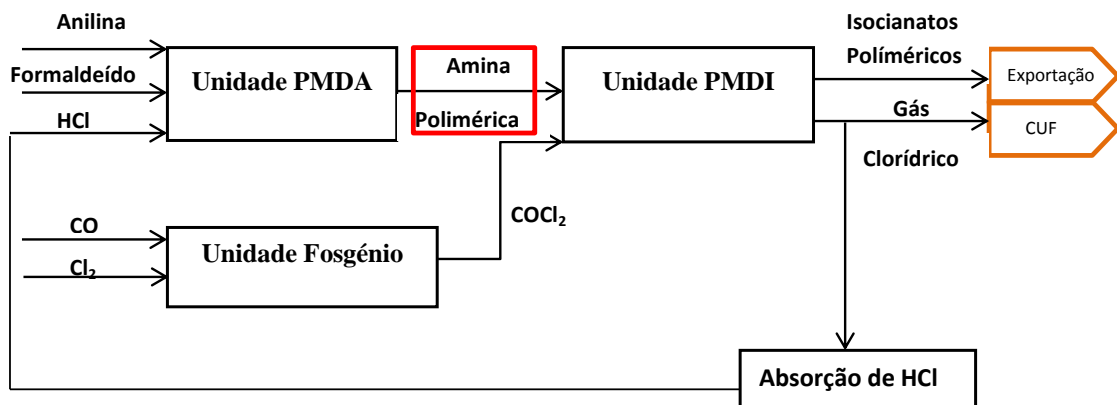 Anilina
Formaldeído
HCl
Unidade PMDA
Amina
Polimérica
Unidade PMDI
Isocianatos
Políméricos
Exportação
Gás
CUF
Clorídrico
CO
Cl₂
Unidade Fosgénio
COCl₂
Absorção de HCl